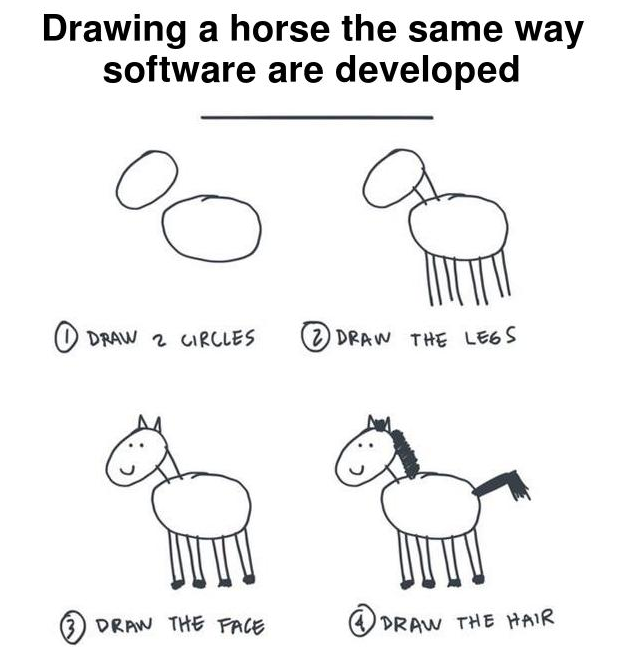 Drawing a horse the same way
software are developed
① DRAW 2 CIRCLES
② DRAW THE LEGS
③ DRAW THE FACE
④ DRAW THE HAIR